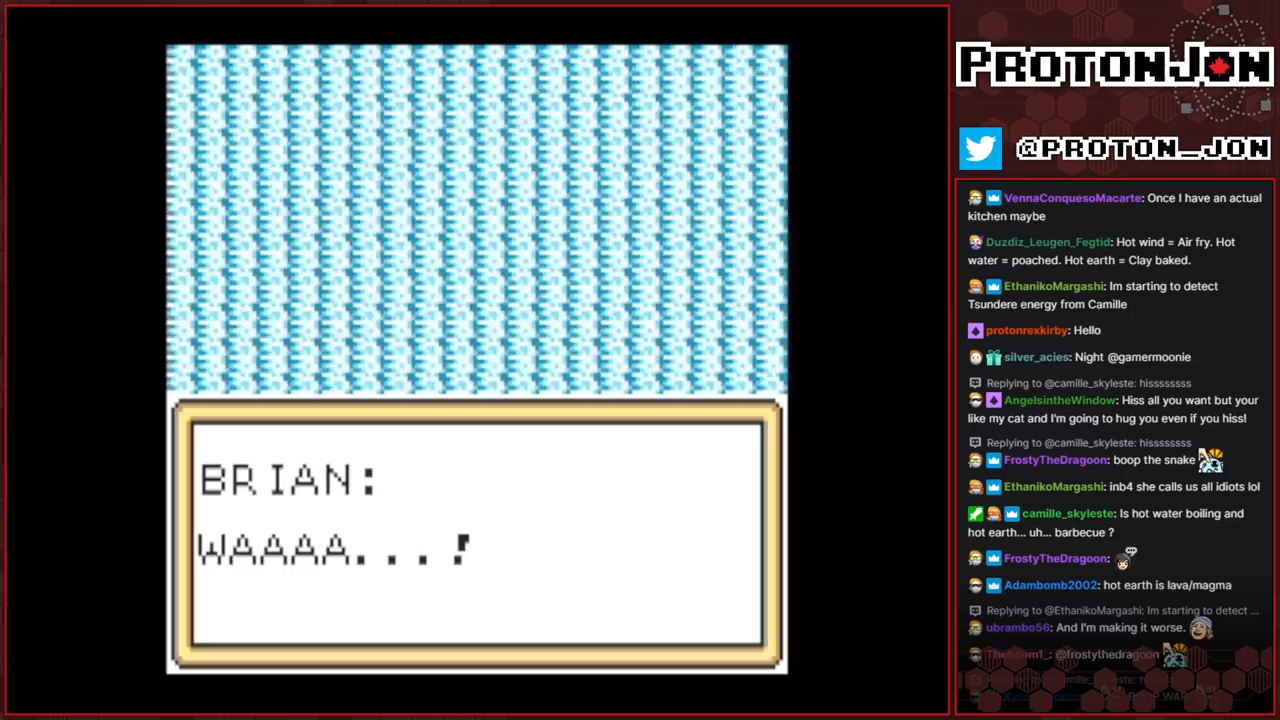 BRIAN:
WAAAA...!
PROTONJON
@PROTON_JON
VennaConquesoMacarte: Once I have an actual
kitchen maybe
Duzdiz_Leugen_Fegtid: Hot wind = Air fry. Hot
water = poached. Hot earth = Clay baked.
EthanikoMargashi: Im starting to detect
Tsundere energy from Camille
protonrexkirby: Hello
silver_acies: Night @gamermoonie
Replying to @camille_skyleste: hissssssss
AngelsintheWindow: Hiss all you want but your
like my cat and I'm going to hug you even if you hiss!
Replying to @camille_skyleste: hissssssss
FrostyTheDragoon: boop the snake
EthanikoMargashi: inb4 she calls us all idiots lol
camille_skyleste: Is hot water boiling and
hot earth... uh.. barbecue ?
FrostyTheDragoon:
Adambomb2002: hot earth is lava/magma
Replying to @EthanikoMargashi: Im starting to detect ...
ubrambo56: And I'm making it worse.
Theboom1_: @frostythedragoon